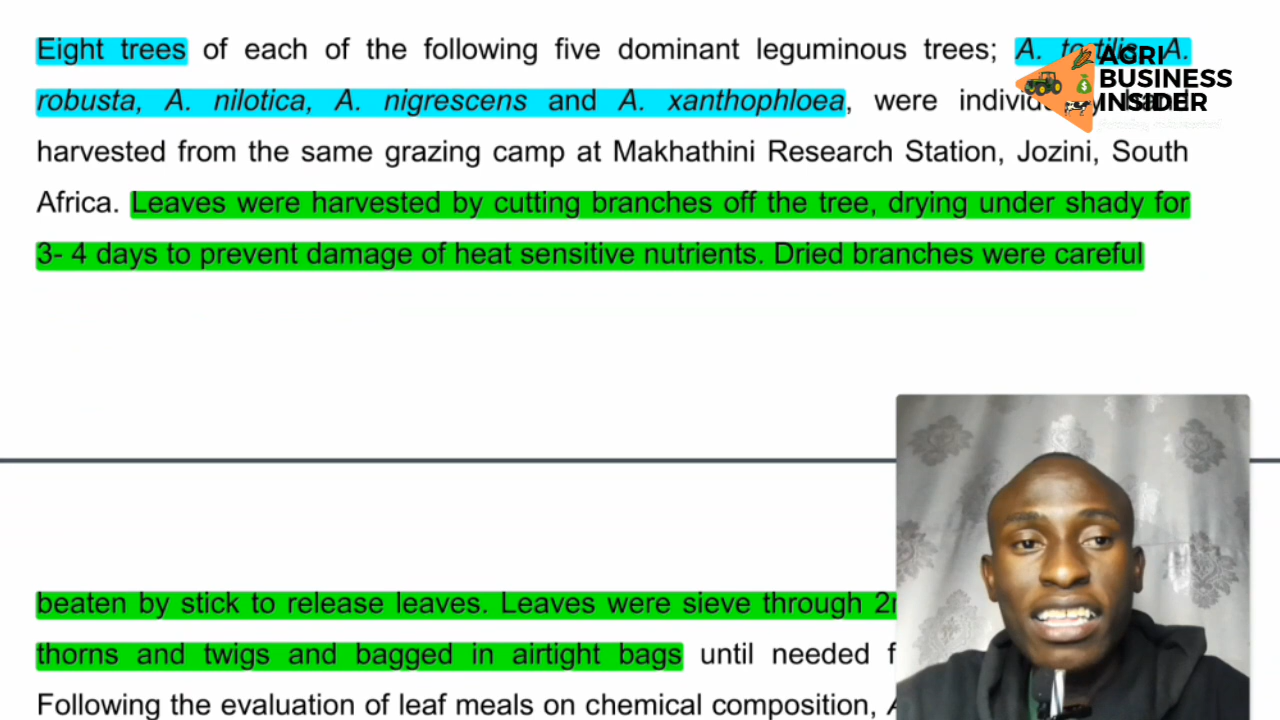 Eight trees of each of the following five dominant leguminous trees; A. tortilis, A.
AGRI
BUSINESS
INSIDER
robusta, A. nilotica, A. nigrescens and A. xanthophloea, were
harvested from the same grazing camp at Makhathini Research Station, Jozini, South
Africa. Leaves were harvested by cutting branches off the tree, drying under shady for
3- 4 days to prevent damage of heat sensitive nutrients. Dried branches were careful
beaten by stick to release leaves. Leaves were sieve through
thorns and twigs and bagged in airtight bags until needed
Following the evaluation of leaf meals on chemical composition,